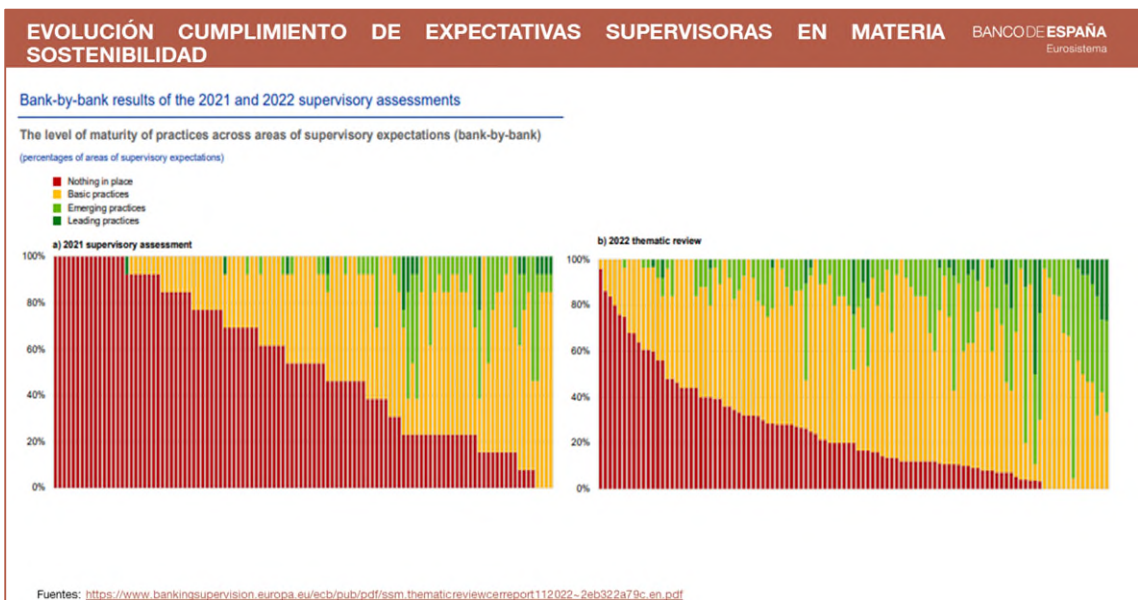 EVOLUCIÓN CUMPLIMIENTO DE EXPECTATIVAS SUPERVISORAS EN MATERIA
SOSTENIBILIDAD
BANCODEESPAÑA
Eurosistema
Bank-by-bank results of the 2021 and 2022 supervisory assessments
The level of maturity of practices across areas of supervisory expectations (bank-by-bank)
(percentages of areas of supervisory expectations)
Nothing in place
Basic practices
Emerging practices
Leading practices
a) 2021 supervisory assessment
100%
80%
60%
40%
20%
0%
b) 2022 thematic review
100%
80%
60%
40%
20%
0%
Fuentes: https://www.bankingsupervision.europa.eu/ecb/pub/pdf/ssm.thematicreviewcerreport112022~2eb322a79c.en.pdf